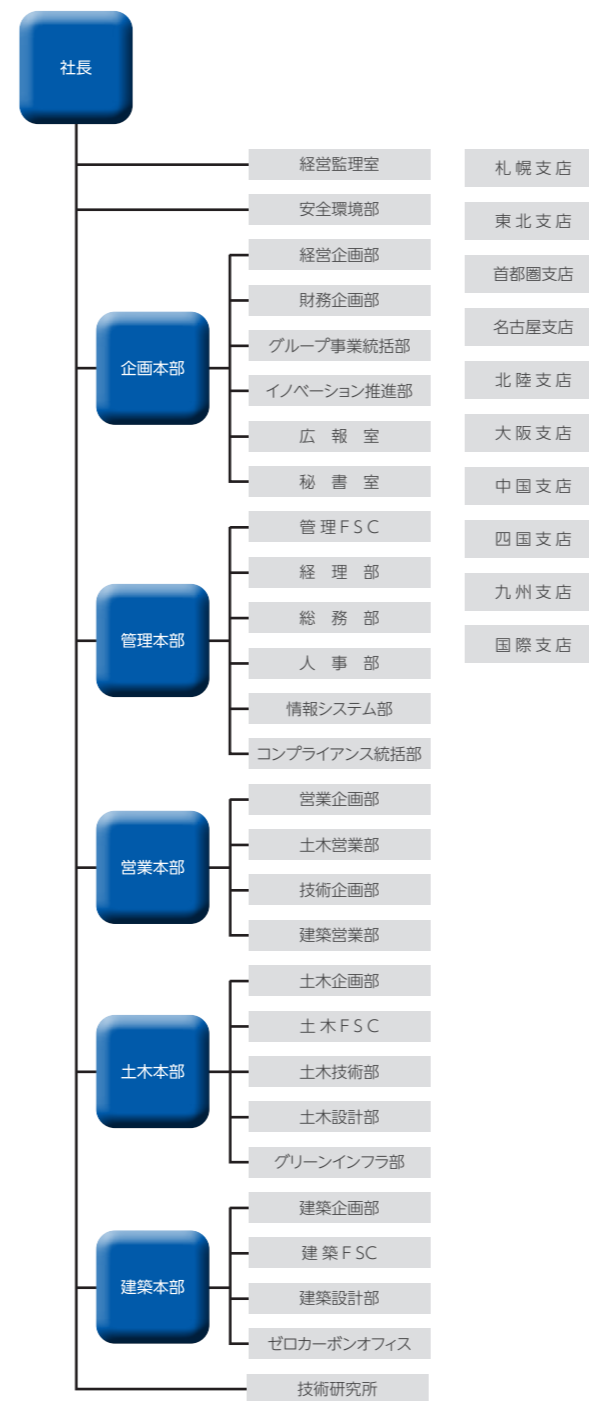 社長
経営監理室
安全環境部
企画本部
経営企画部
財務企画部
グループ事業統括部
イノベーション推進部
広 報 室
秘 書 室
管理本部
管理FSC
経 理 部
総 務 部
人 事 部
情報システム部
コンプライアンス統括部
営業本部
営業企画部
土木営業部
技術企画部
建築営業部
土木本部
土木企画部
土木FSC
土木技術部
土木設計部
グリーンインフラ部
建築本部
建築企画部
建築FSC
建築設計部
ゼロカーボンオフィス
技術研究所
札幌支店
東北支店
首都圏支店
名古屋支店
北陸支店
大阪支店
中国支店
四国支店
九州支店
国際支店